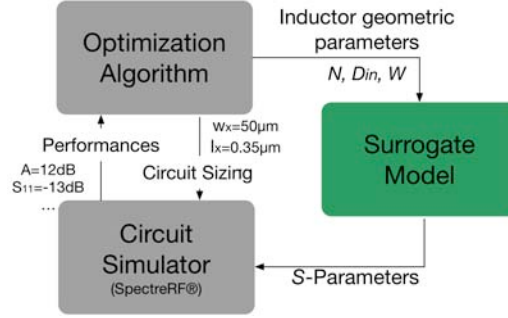 Optimization
Algorithm
Inductor geometric
parameters
N, Din, W
Performances
A=12dB
S11=-13dB
...
wx=50µm
lx=0.35µm
Circuit Sizing
Surrogate
Model
Circuit
Simulator
(SpectreRF®)
S-Parameters